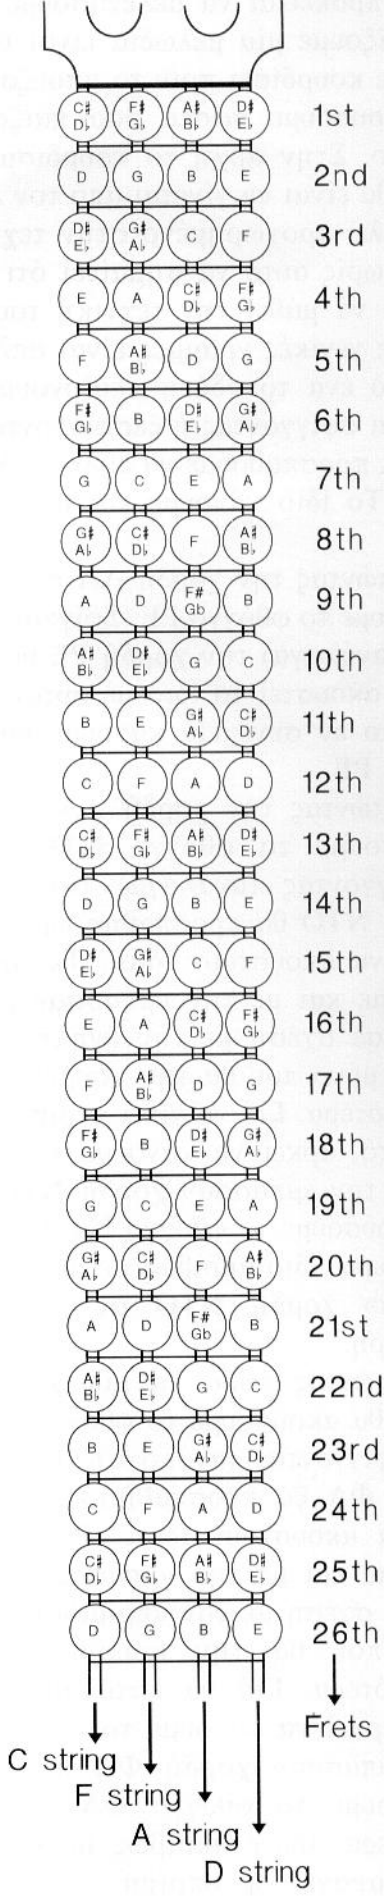 C♯ F♯ A♯ D♯
D♭ G♭ B♭ E♭ 1st
D G B E 2nd
D♯ G♯ C F
E♭ A♭ 3rd
E A C♯ F♯
D♭ G♭ 4th
F A♯ D G
B♭ 5th
F♯ B D♯ G♯
G♭ E♭ A♭ 6th
G C E A 7th
G♯ C♯ F A♯
A♭ D♭ B♭ 8th
A D F# B
Gb 9th
A♯ D♯ G C
B♭ E♭ 10th
B E G♯ C♯
A♭ D♭ 11th
C F A D 12th
C♯ F♯ A♯ D♯
D♭ G♭ B♭ E♭ 13th
D G B E 14th
D♯ G♯ C F
E♭ A♭ 15th
E A C♯ F♯
D♭ G♭ 16th
F A♯ D G
B♭ 17th
F♯ B D♯ G♯
G♭ E♭ A♭ 18th
G C E A 19th
G♯ C♯ F A♯
A♭ D♭ B♭ 20th
A D F# B
Gb 21st
A♯ D♯ G C
B♭ E♭ 22nd
B E G♯ C♯
A♭ D♭ 23rd
C F A D 24th
C♯ F♯ A♯ D♯
D♭ G♭ B♭ E♭ 25th
D G B E 26th
Frets
C string
F string
A string
D string